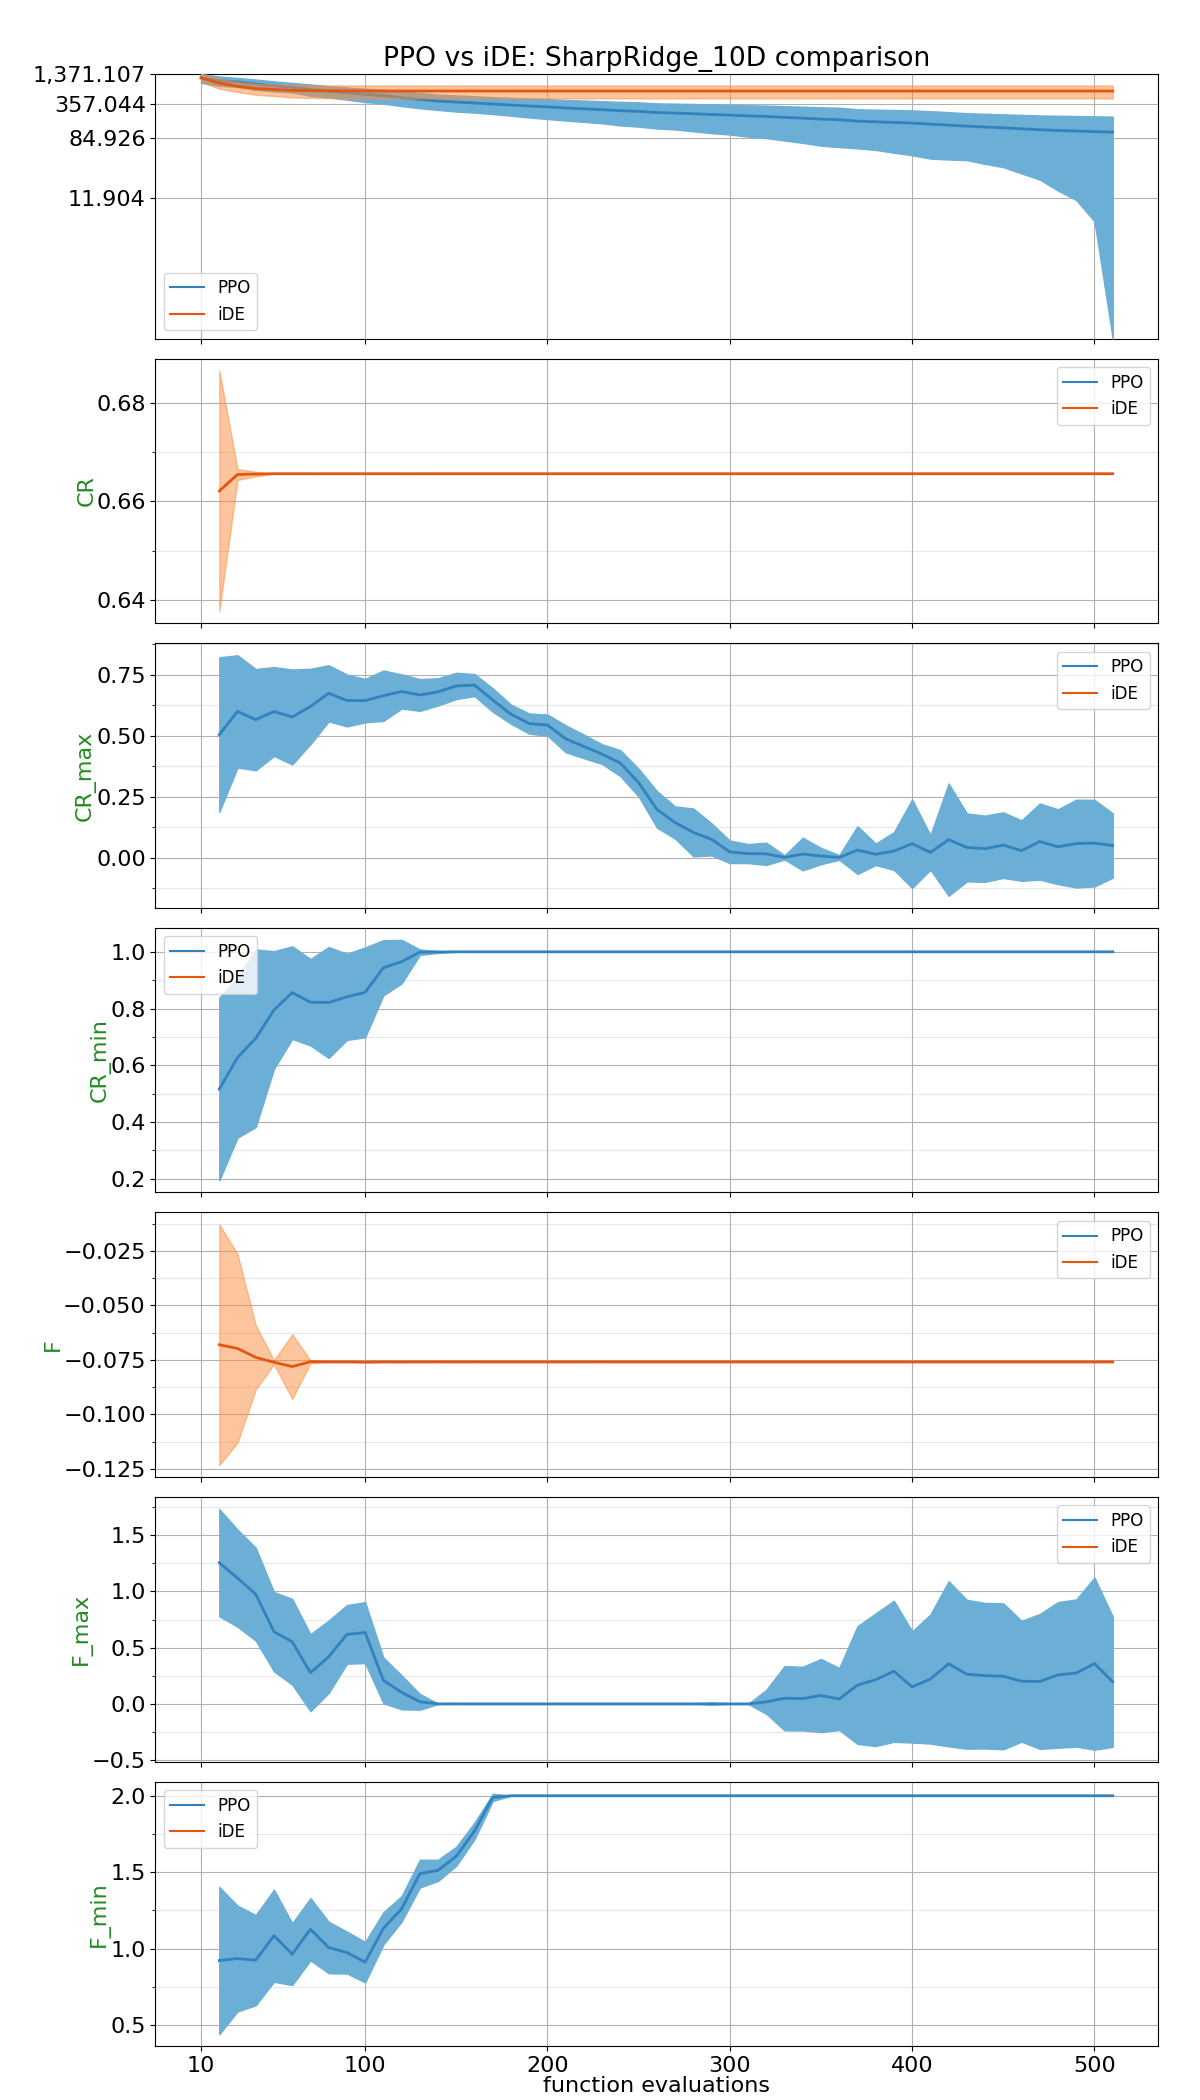 PPO vs iDE: SharpRidge_10D comparison
1,371.107
357.044
84.926
11.904
PPO
iDE
CR
0.68
0.66
0.64
PPO
iDE
CR_max
0.75
0.50
0.25
0.00
PPO
iDE
CR_min
1.0
0.8
0.6
0.4
0.2
PPO
iDE
F
−0.025
−0.050
−0.075
−0.100
−0.125
PPO
iDE
F_max
1.5
1.0
0.5
0.0
−0.5
PPO
iDE
F_min
2.0
1.5
1.0
0.5
PPO
iDE
10 100 200 300 400 500
function evaluations